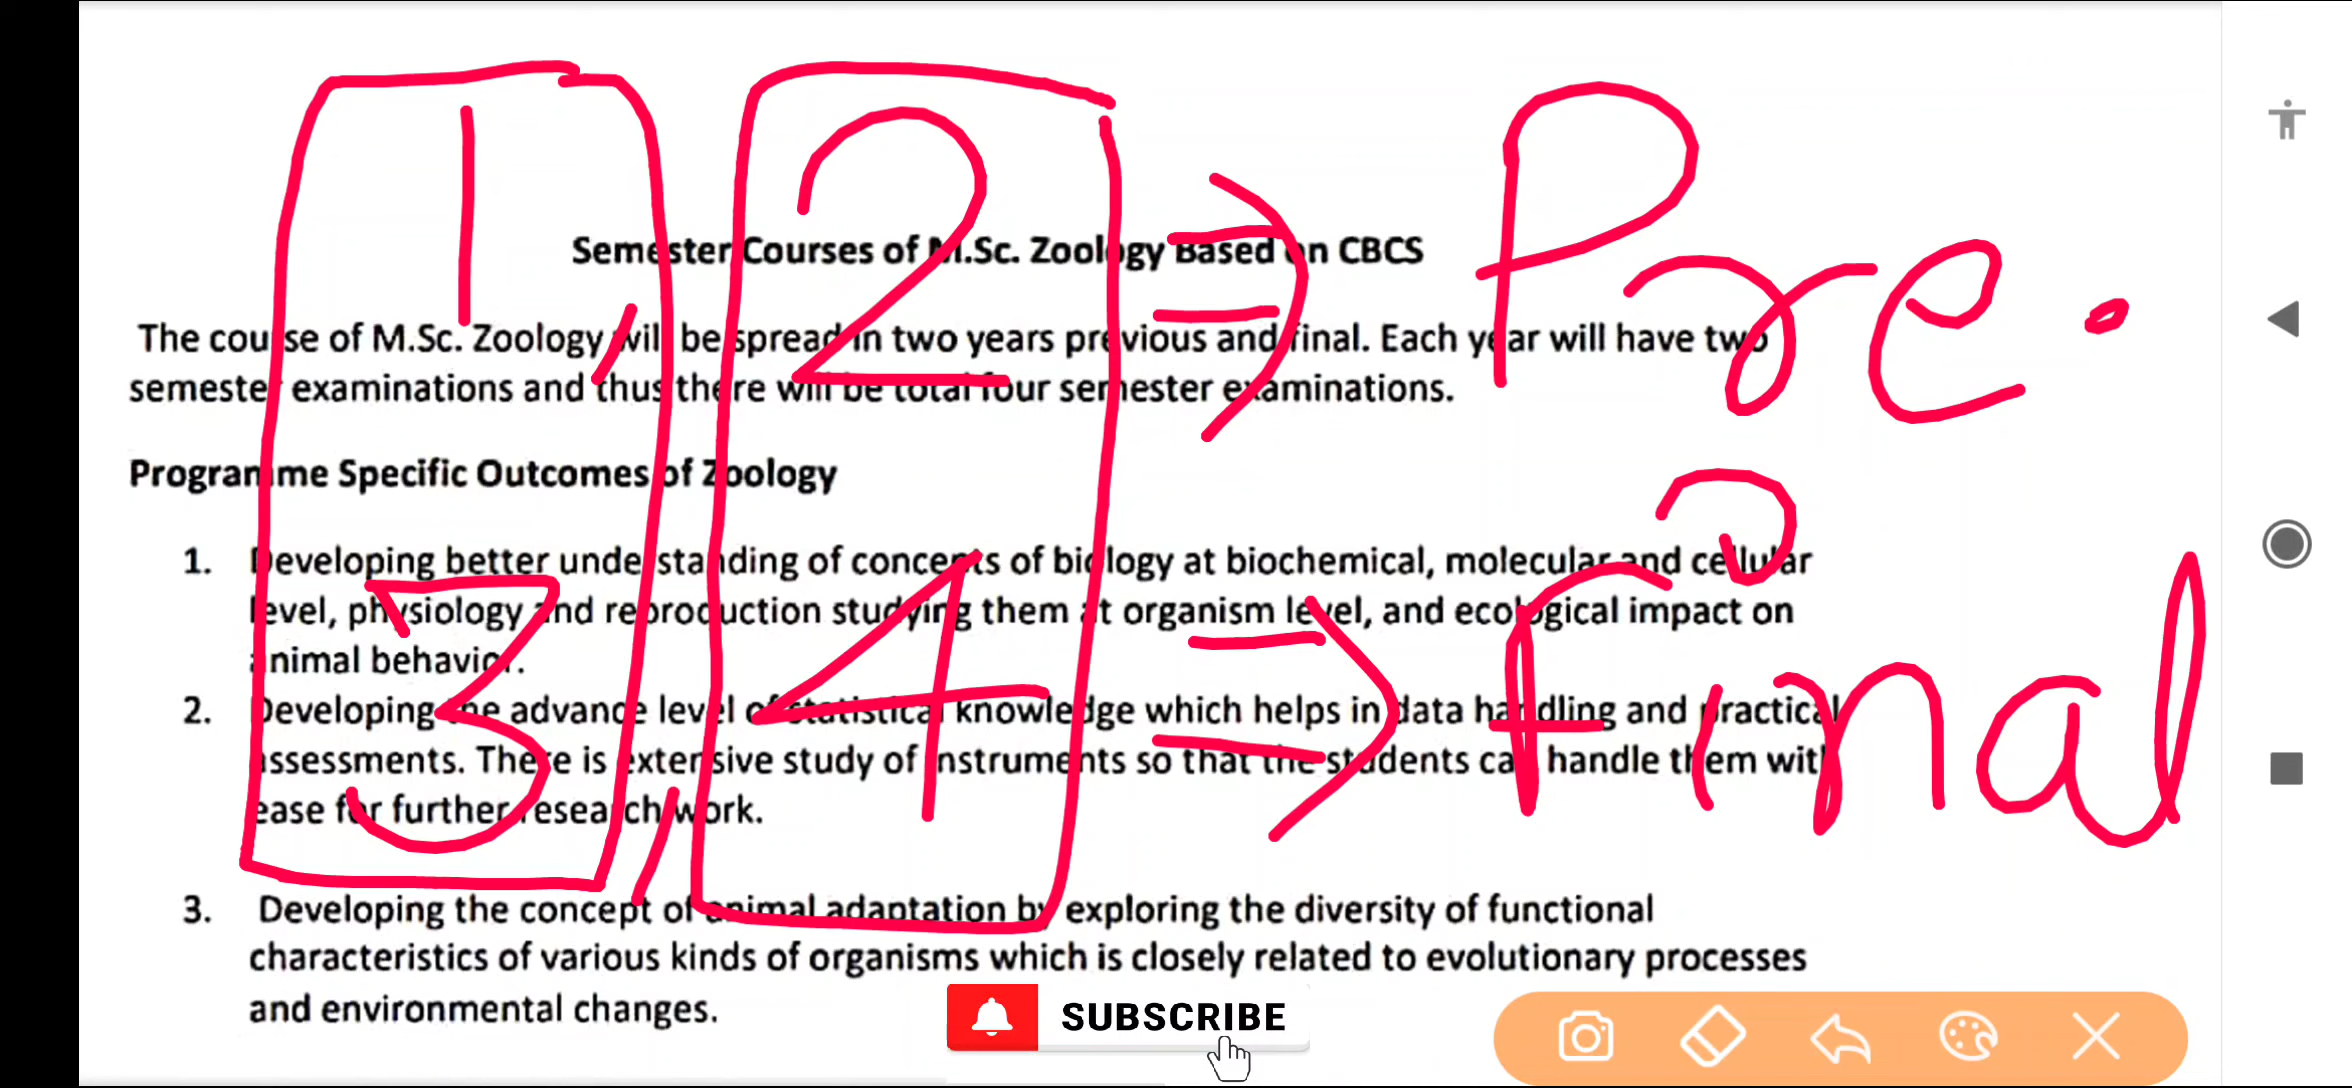 1, 2 ⇒ Pre.
Semester Courses of M.Sc. Zoology Based on CBCS
The course of M.Sc. Zoology will be spread in two years previous and final. Each year will have two
semester examinations and thus there will be total four semester examinations.
Programme Specific Outcomes of Zoology
1. Developing better understanding of concepts of biology at biochemical, molecular and cellular
level, physiology and reproduction studying them at organism level, and ecological impact on
animal behavior.
3, 4 ⇒ final
2. Developing the advance level of statistical knowledge which helps in data handling and practical
assessments. There is extensive study of instruments so that the students can handle them with
ease for further research work.
3. Developing the concept of animal adaptation by exploring the diversity of functional
characteristics of various kinds of organisms which is closely related to evolutionary processes
and environmental changes.
SUBSCRIBE